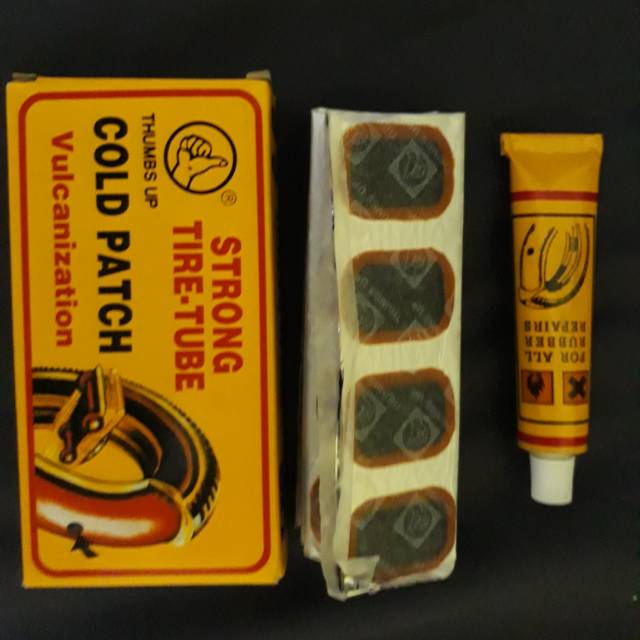 STRONG
TIRE-TUBE
®
THUMBS UP
COLD PATCH
Vulcanization
FOR ALL
RUBBER
REPAIRS